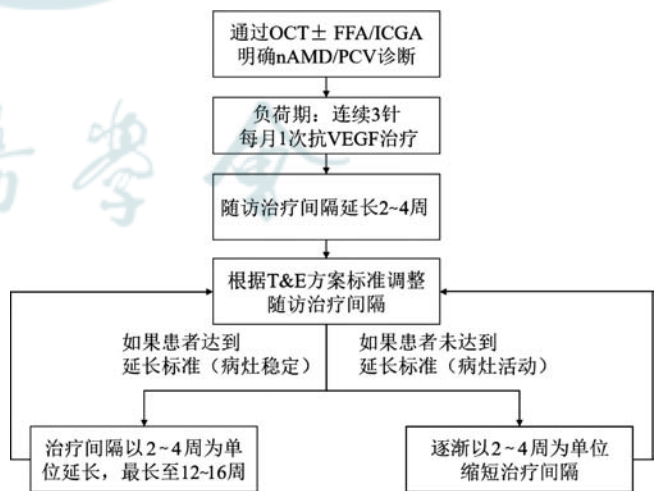 通过OCT± FFA/ICGA
明确nAMD/PCV诊断
负荷期：连续3针
每月1次抗VEGF治疗
随访治疗间隔延长2~4周
根据T&E方案标准调整
随访治疗间隔
如果患者达到
延长标准（病灶稳定）
如果患者未达到
延长标准（病灶活动）
治疗间隔以2~4周为单
位延长，最长至12~16周
逐渐以2~4周为单位
缩短治疗间隔